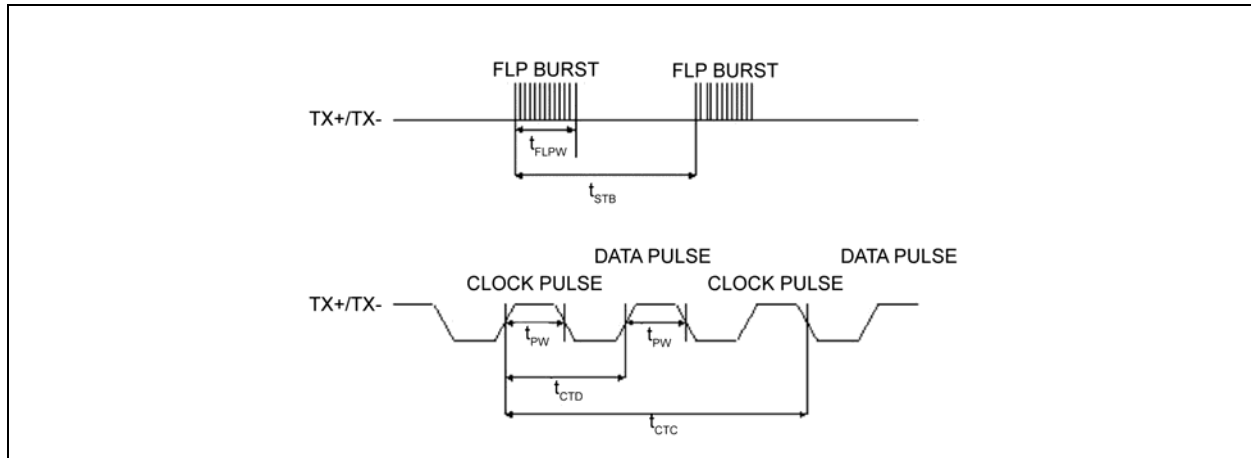 FLP BURST FLP BURST
TX+/TX-
tFLPW
tSTB
DATA PULSE DATA PULSE
CLOCK PULSE CLOCK PULSE
TX+/TX-
tPW tPW
tCTD
tCTC